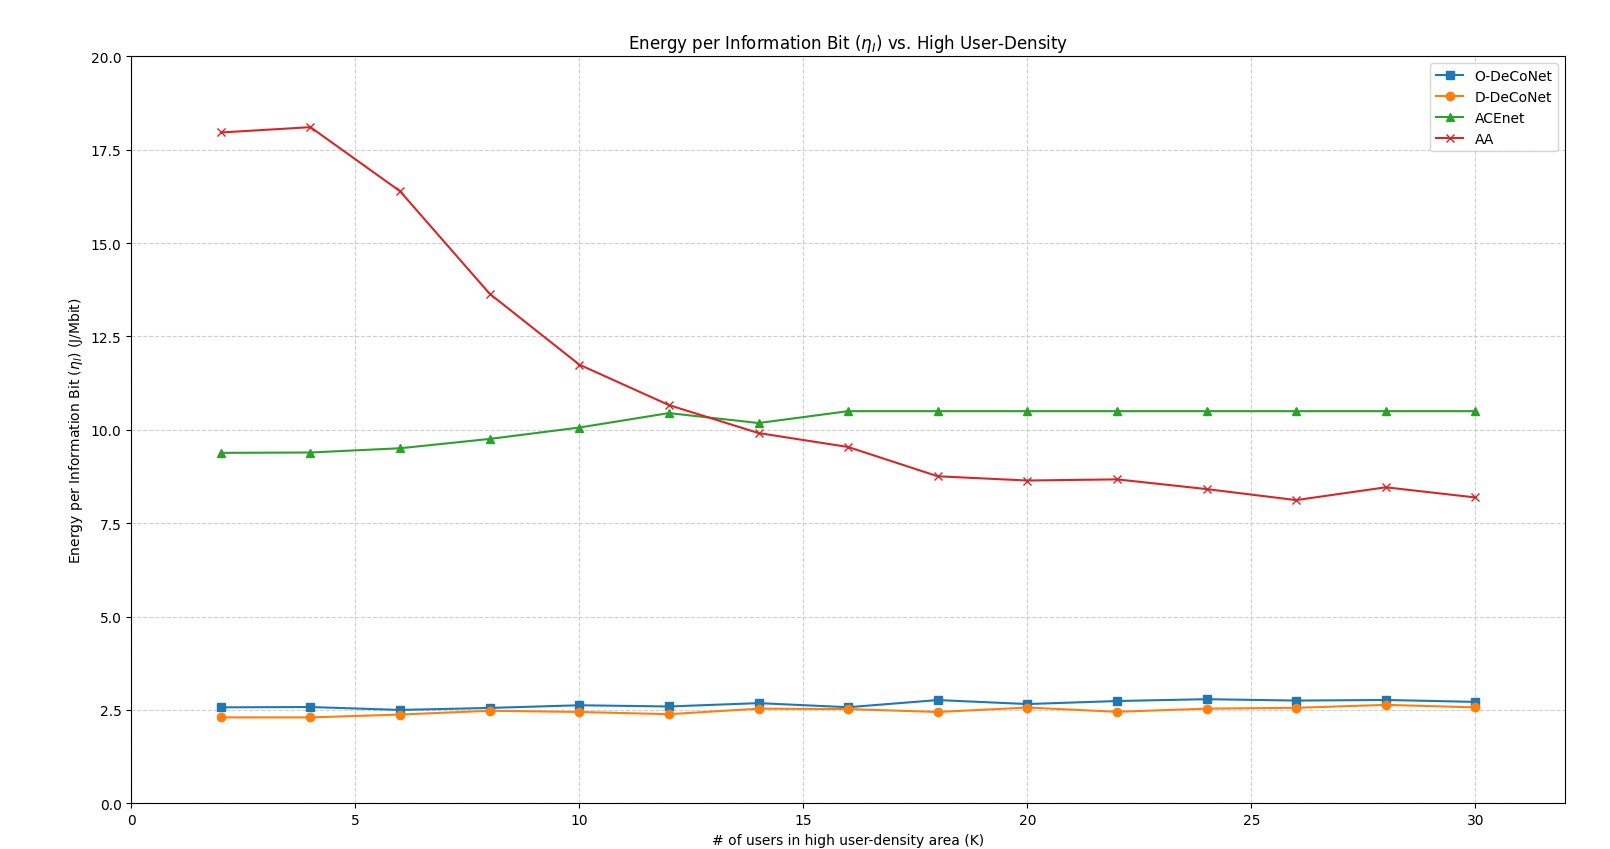 Energy per Information Bit (η_I) vs. High User-Density
Energy per Information Bit (η_I) (J/Mbit)
20.0
17.5
15.0
12.5
10.0
7.5
5.0
2.5
0.0
O-DeCoNet
D-DeCoNet
ACEnet
AA
0 5 10 15 20 25 30
# of users in high user-density area (K)